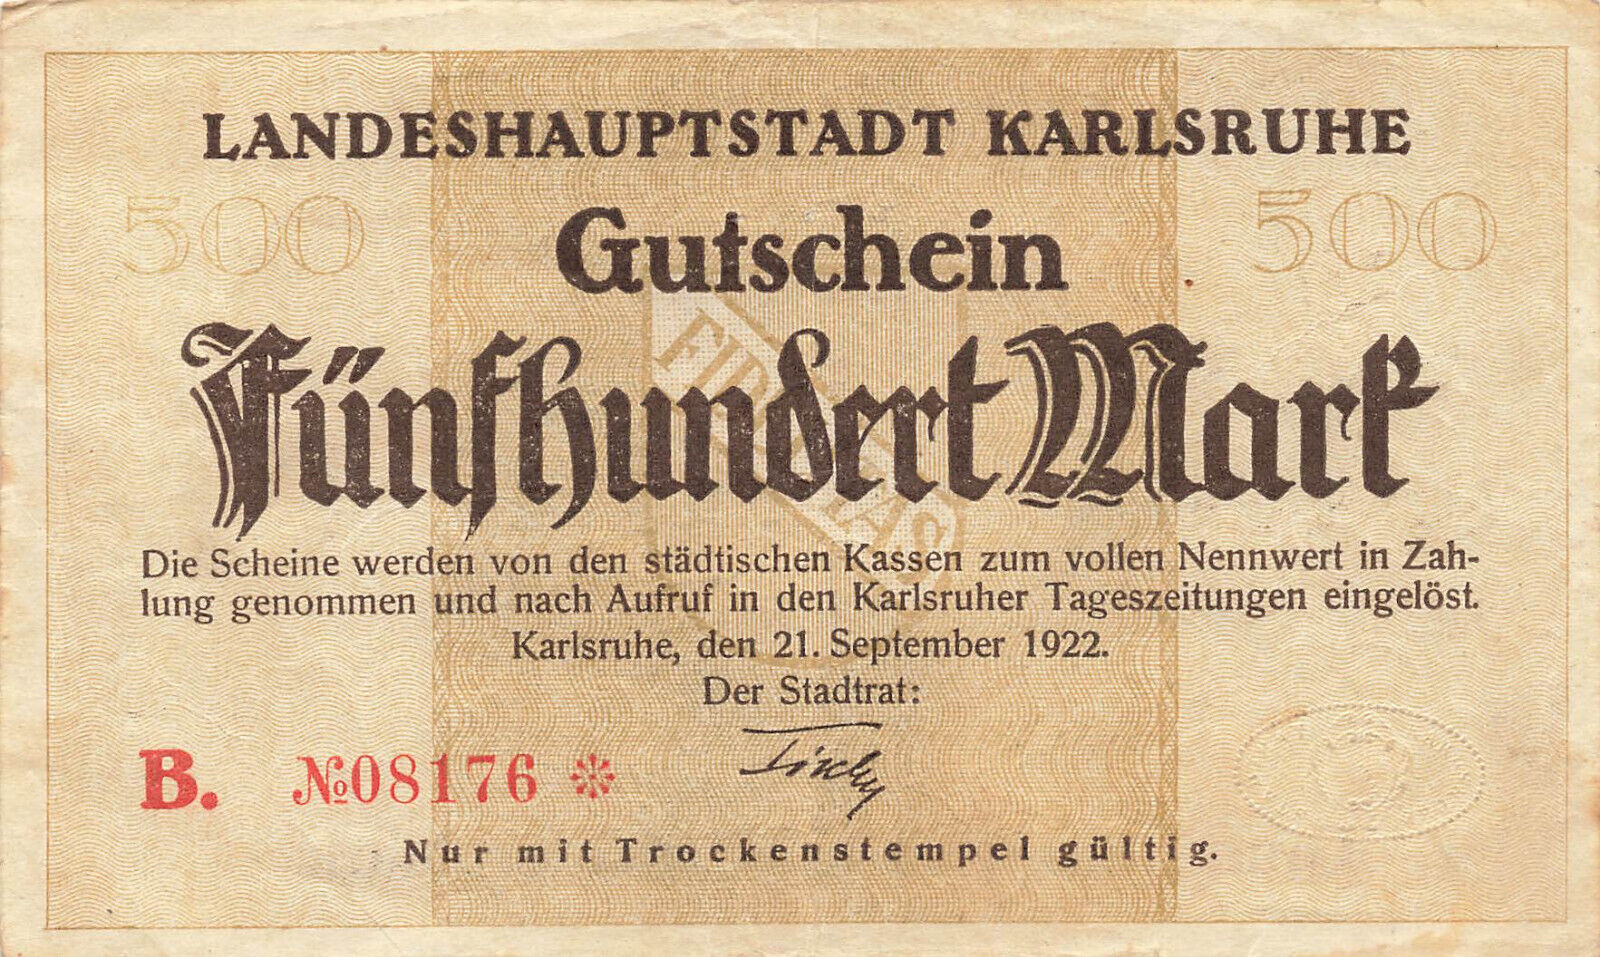 LANDESHAUPTSTADT KARLSRUHE
500 500
Gutschein
FIDELITAS
Fünfhundert Mark
Die Scheine werden von den städtischen Kassen zum vollen Nennwert in Zah-
lung genommen und nach Aufruf in den Karlsruher Tageszeitungen eingelöst.
Karlsruhe, den 21. September 1922.
Der Stadtrat:
B. №08176 *
Nur mit Trockenstempel gültig.